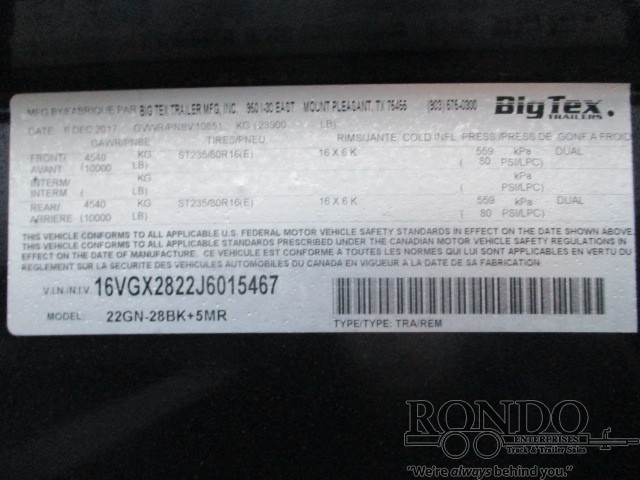 MFG BY/FABRIQUE PAR BIG TEX TRAILER MFG, INC. 950 I-30 EAST MOUNT PLEASANT, TX 75455 (903) 575-0300 BigTex
TRAILERS
DATE 6 DEC 2017 GVWR/PNBV 10851 KG ( 23900 LB)
GAWR/PNBE TIRES/PNEU RIMS/JANTE COLD INFL. PRESS./PRESS.DE GONF A FROID
FRONT/ 4540 KG ST235/80R16(E) 16 X 6 K 559 kPa DUAL
AVANT (10000 LB) ( 80 PSI/LPC)
INTERM/ KG kPa
INTERM ( LB) ( PSI/LPC)
REAR/ 4540 KG ST235/80R16(E) 16 X 6 K 559 kPa DUAL
ARRIERE (10000 LB) ( 80 PSI/LPC)
THIS VEHICLE CONFORMS TO ALL APPLICABLE U.S. FEDERAL MOTOR VEHICLE SAFETY STANDARDS IN EFFECT ON THE DATE SHOWN ABOVE.
THIS VEHICLE CONFORMS TO ALL APPLICABLE STANDARDS PRESCRIBED UNDER THE CANADIAN MOTOR VEHICLE SAFETY
REGULATIONS IN EFFECT ON THE DATE OF MANUFACTURE. / CE VEHICULE EST CONFORME A TOUTES LES NORMES QUI LUI SONT APPLICABLES EN VERTU DU
REGLEMENT SUR LA SECURITE DES VEHICULES AUTOMOBILES DU CANADA EN VIGUEUR A LA DATE DE SA FABRICATION
V.I.N./N.I.V. 16VGX2822J6015467
MODEL: 22GN-28BK+5MR
TYPE/TYPE: TRA/REM
RONDO
ENTERPRISES
Truck & Trailer Sales
"We're always behind you."